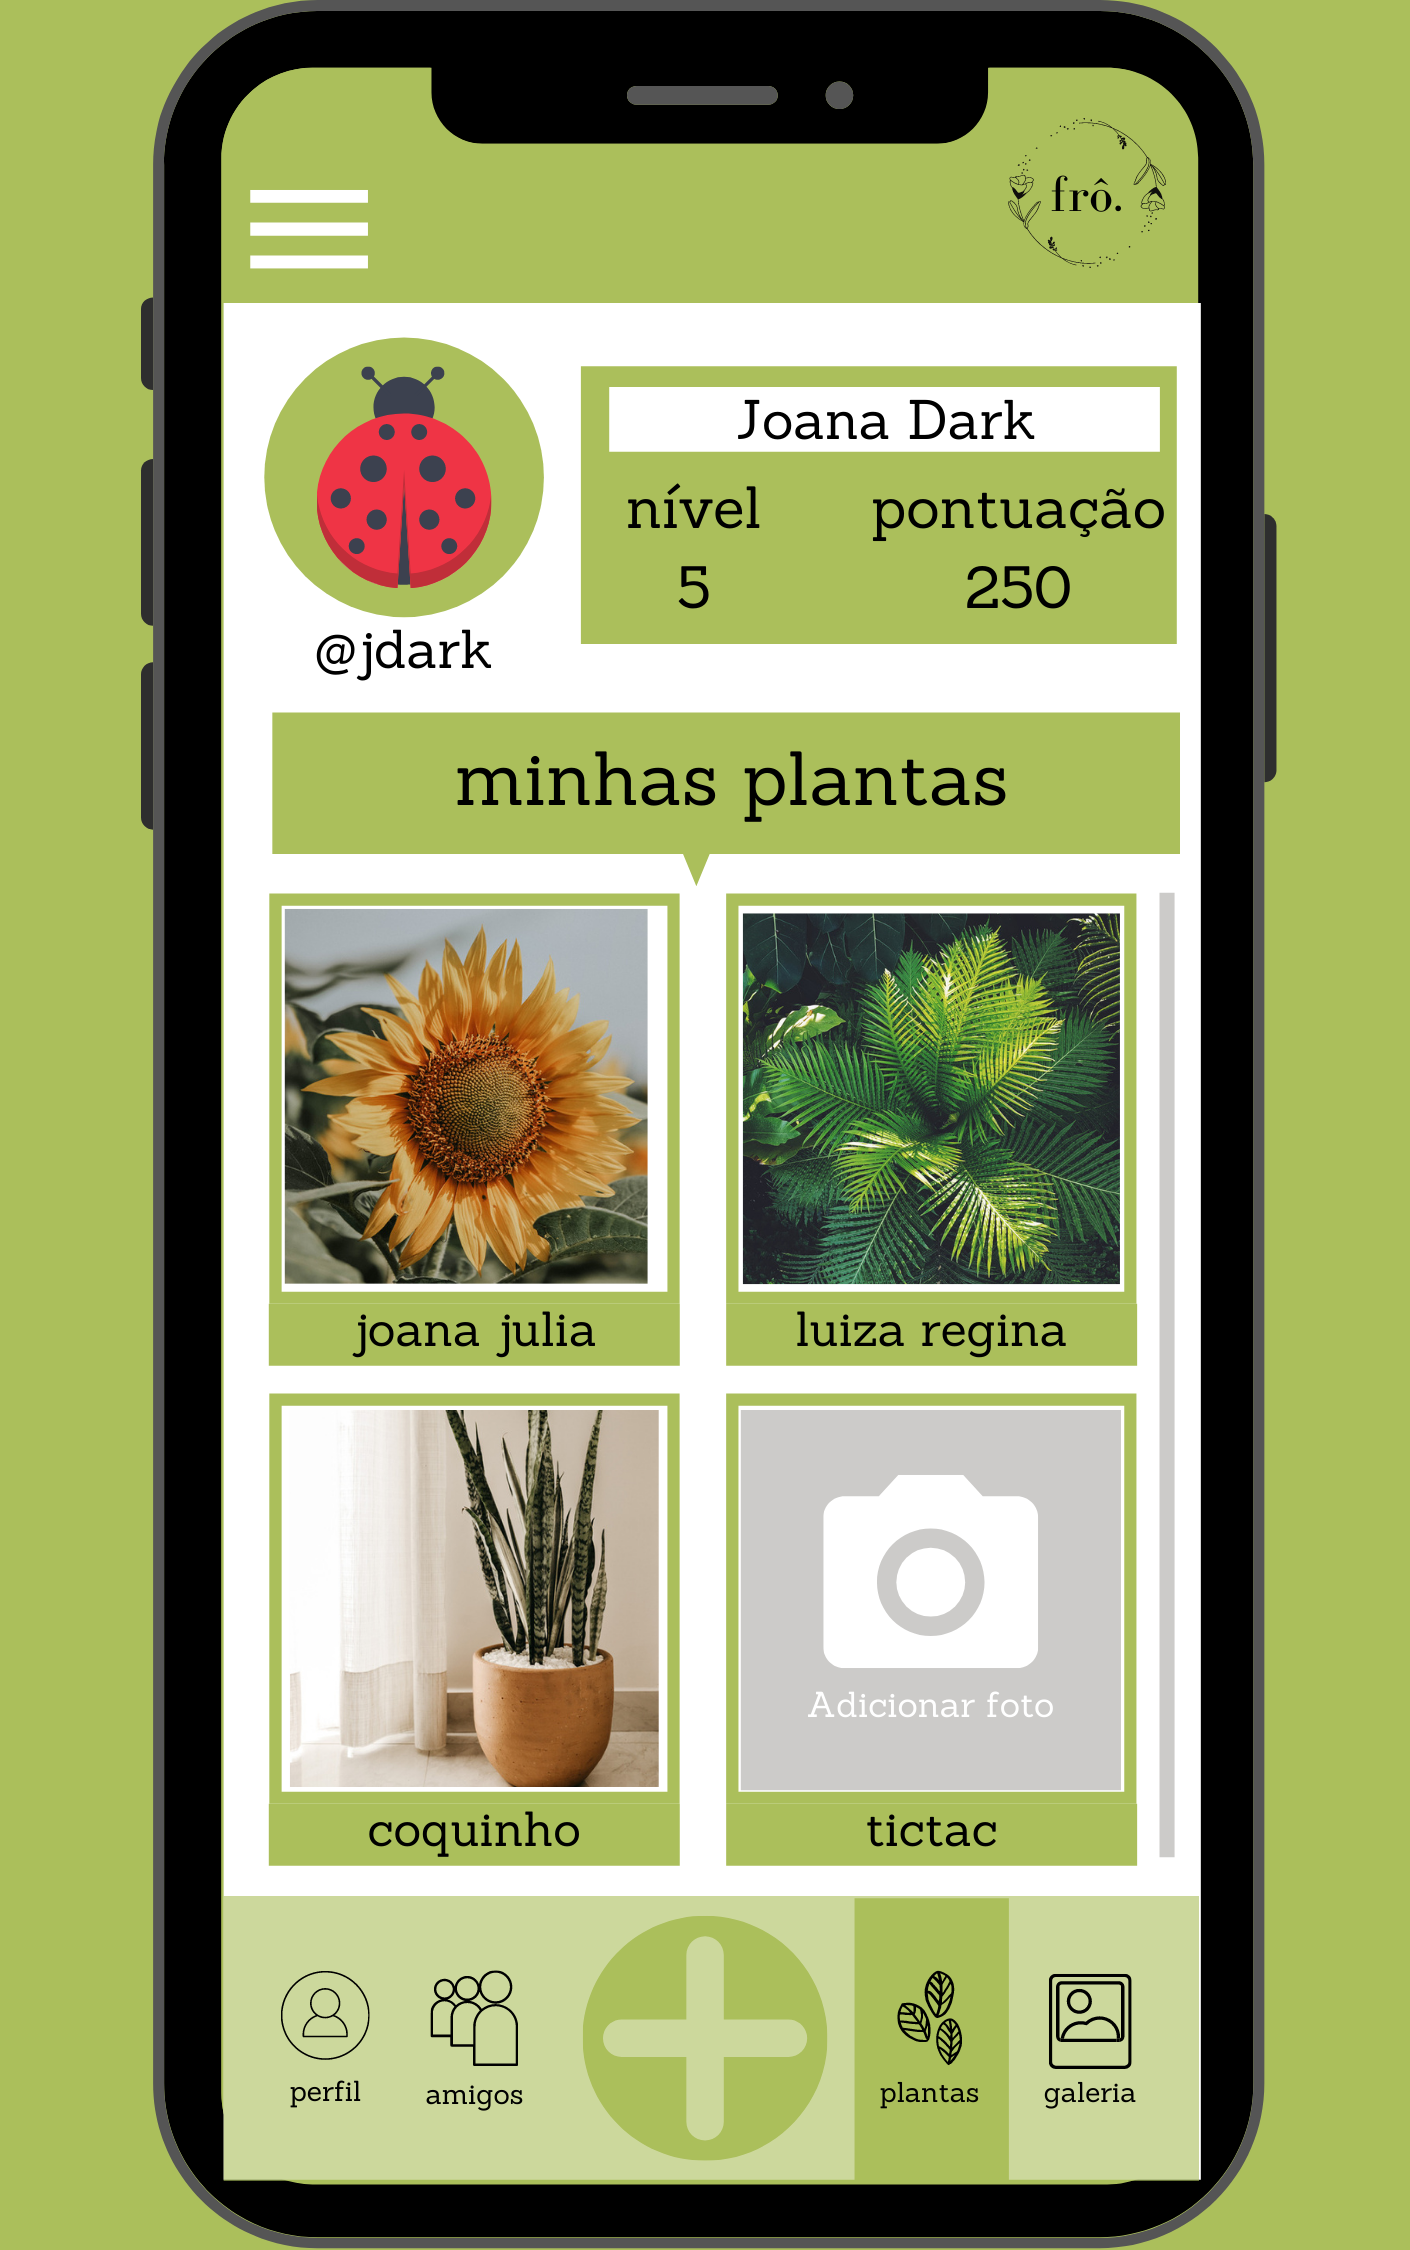 frô.
Joana Dark
nível pontuação
5 250
@jdark
minhas plantas
joana julia
luiza regina
Adicionar foto
coquinho
tictac
perfil
amigos
plantas
galeria